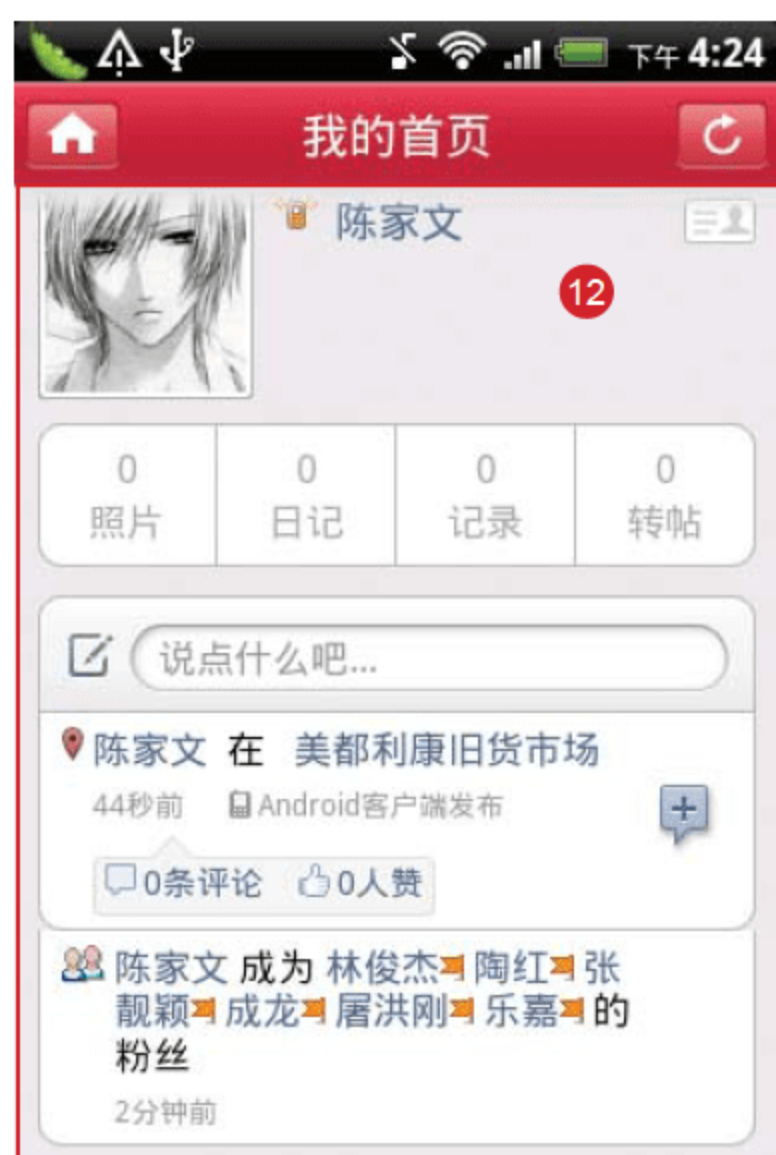 下午 4:24
我的首页
陈家文
12
0 0 0 0
照片 日记 记录 转帖
说点什么吧...
陈家文 在 美都利康旧货市场
44秒前 Android客户端发布
0条评论 0人赞
陈家文 成为 林俊杰 陶红 张
靓颖 成龙 屠洪刚 乐嘉 的
粉丝
2分钟前